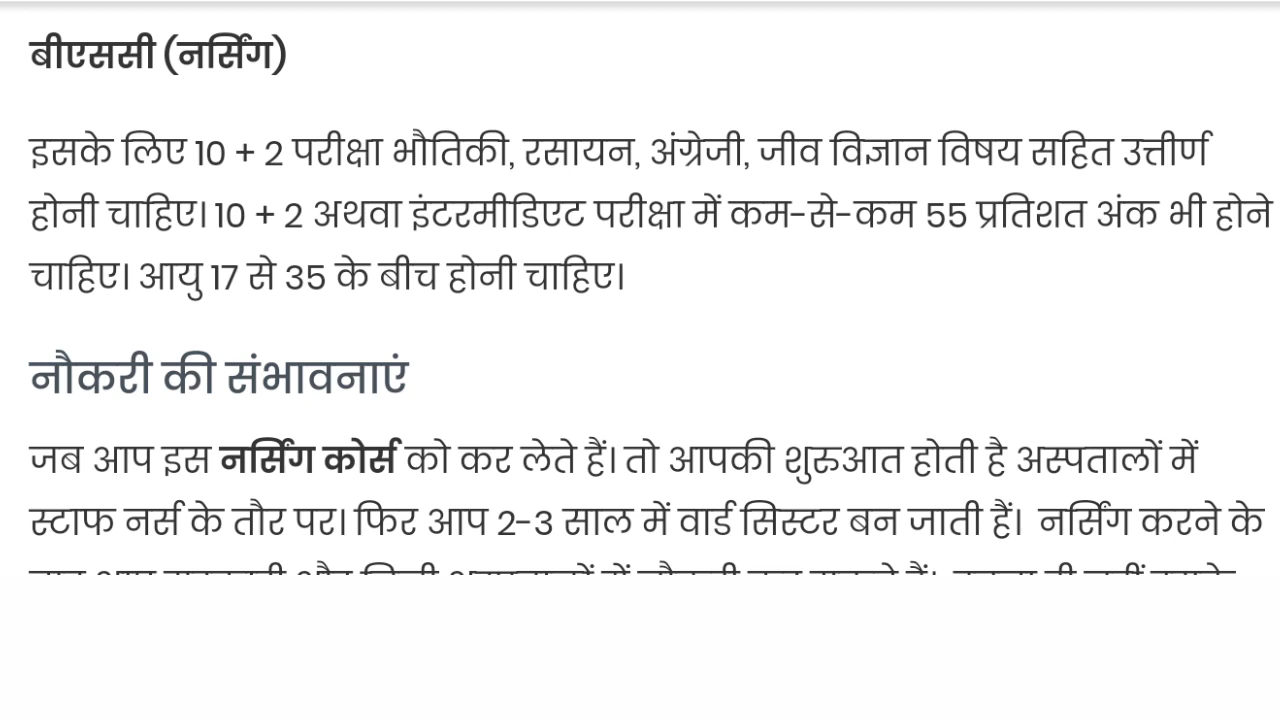 बीएससी (नर्सिंग)
इसके लिए 10 + 2 परीक्षा भौतिकी, रसायन, अंग्रेजी, जीव विज्ञान विषय सहित उत्तीर्ण
होनी चाहिए। 10 + 2 अथवा इंटरमीडिएट परीक्षा में कम-से-कम 55 प्रतिशत अंक भी होने
चाहिए। आयु 17 से 35 के बीच होनी चाहिए।
नौकरी की संभावनाएं
जब आप इस नर्सिंग कोर्स को कर लेते हैं। तो आपकी शुरुआत होती है अस्पतालों में
स्टाफ नर्स के तौर पर। फिर आप 2-3 साल में वार्ड सिस्टर बन जाती हैं। नर्सिंग करने के